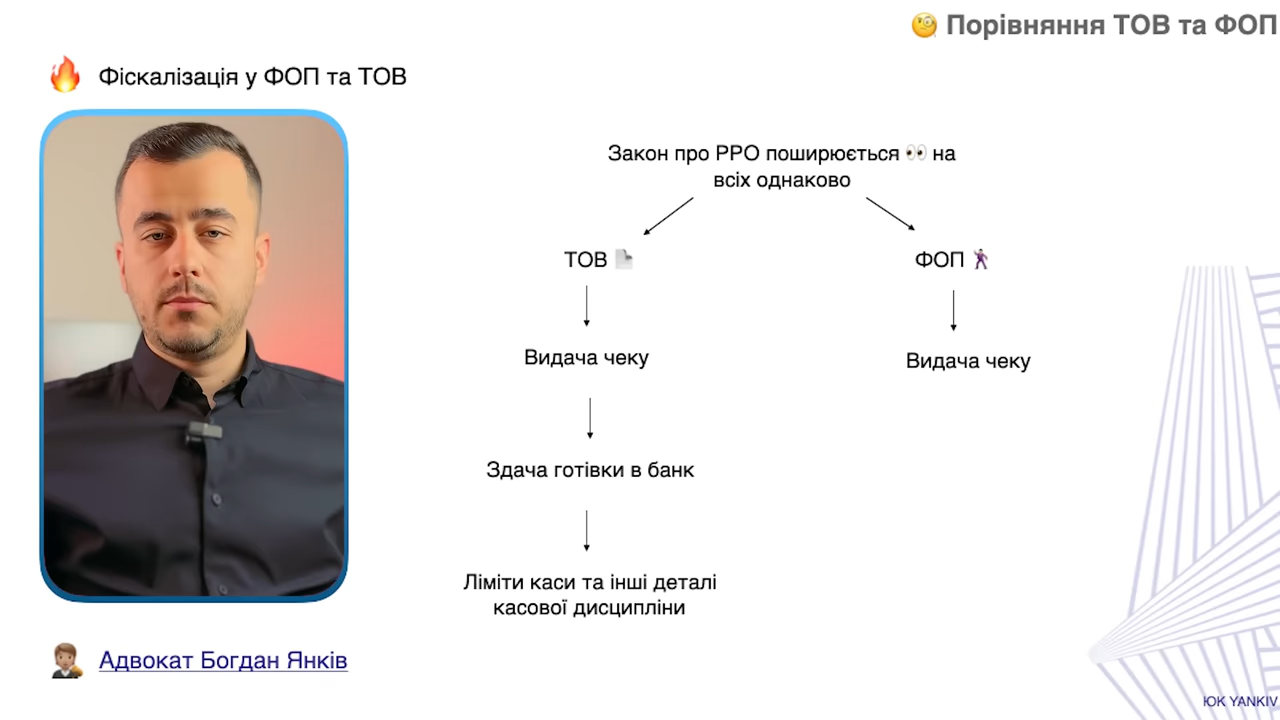 🧐 Порівняння ТОВ та ФОП
🔥 Фіскалізація у ФОП та ТОВ
Закон про РРО поширюється 👀 на
всіх однаково
ТОВ
ФОП
Видача чеку
Видача чеку
Здача готівки в банк
Ліміти каси та інші деталі
касової дисципліни
Адвокат Богдан Янків
ЮК YANKIV